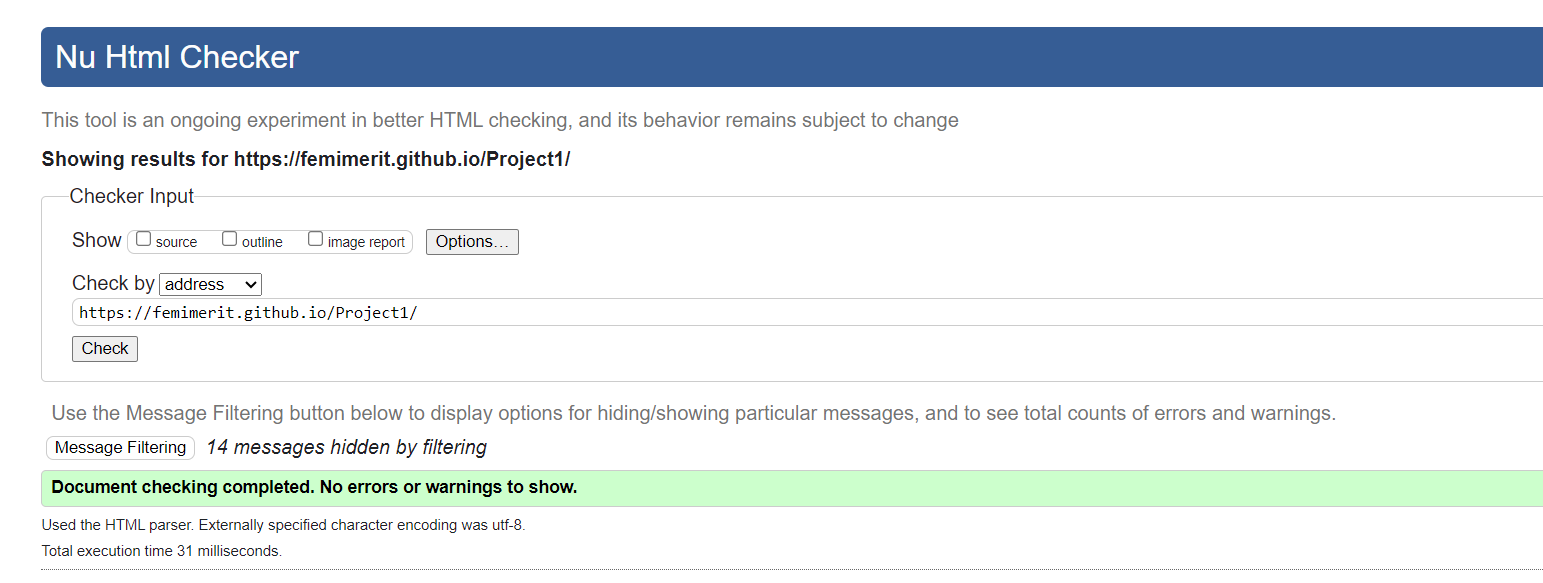 Nu Html Checker
This tool is an ongoing experiment in better HTML checking, and its behavior remains subject to change
Showing results for https://femimerit.github.io/Project1/
Checker Input
Show source outline image report Options...
Check by address
https://femimerit.github.io/Project1/
Check
Use the Message Filtering button below to display options for hiding/showing particular messages, and to see total counts of errors and warnings.
Message Filtering 14 messages hidden by filtering
Document checking completed. No errors or warnings to show.
Used the HTML parser. Externally specified character encoding was utf-8.
Total execution time 31 milliseconds.